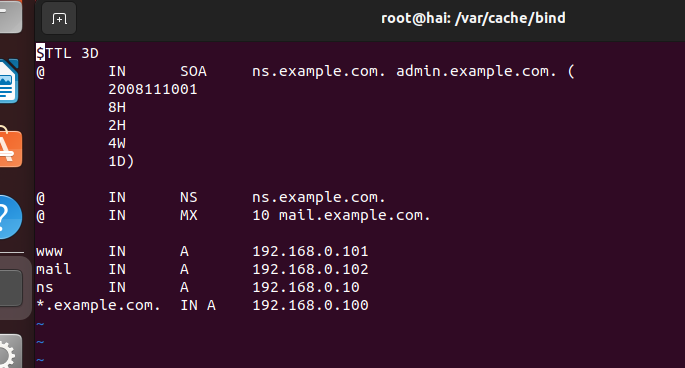 root@hai: /var/cache/bind
$TTL 3D
@ IN SOA ns.example.com. admin.example.com. (
2008111001
8H
2H
4W
1D)
@ IN NS ns.example.com.
@ IN MX 10 mail.example.com.
www IN A 192.168.0.101
mail IN A 192.168.0.102
ns IN A 192.168.0.10
*.example.com. IN A 192.168.0.100
~
~
~